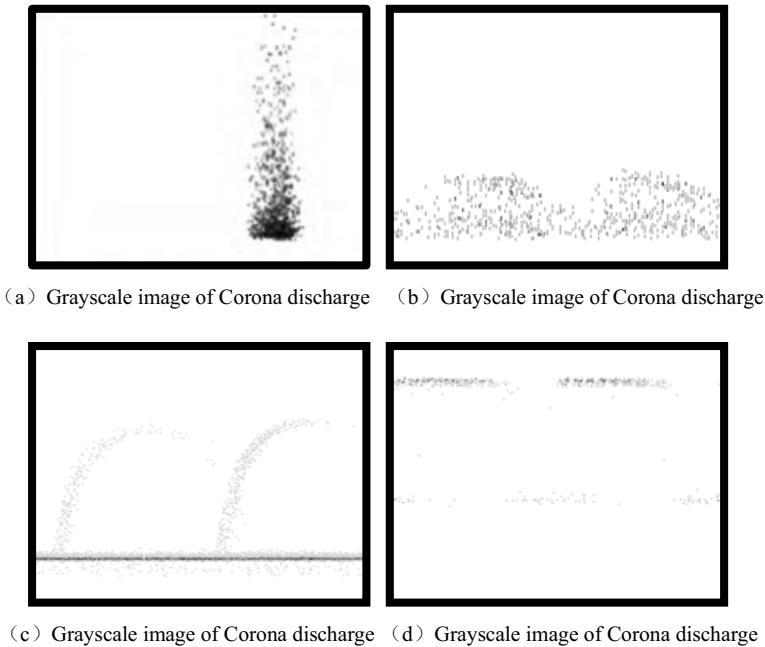 （a）Grayscale image of Corona discharge
（b）Grayscale image of Corona discharge
（c）Grayscale image of Corona discharge
（d）Grayscale image of Corona discharge